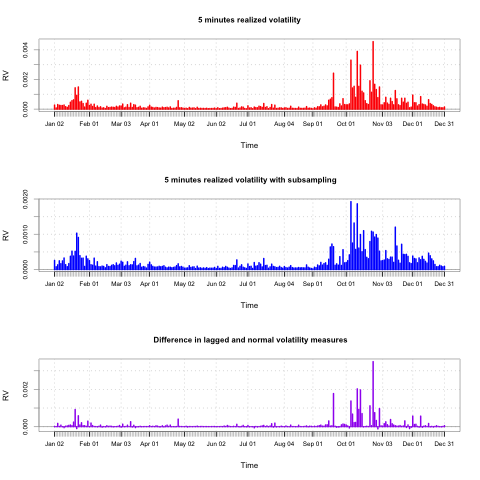 5 minutes realized volatility
RV
0.004
0.002
0.000
Jan 02 Feb 01 Mar 03 Apr 01 May 02 Jun 02 Jul 01 Aug 04 Sep 01 Oct 01 Nov 03 Dec 01 Dec 31
Time
5 minutes realized volatility with subsampling
RV
0.0020
0.0010
0.0000
Jan 02 Feb 01 Mar 03 Apr 01 May 02 Jun 02 Jul 01 Aug 04 Sep 01 Oct 01 Nov 03 Dec 01 Dec 31
Time
Difference in lagged and normal volatility measures
RV
0.002
0.000
Jan 02 Feb 01 Mar 03 Apr 01 May 02 Jun 02 Jul 01 Aug 04 Sep 01 Oct 01 Nov 03 Dec 01 Dec 31
Time